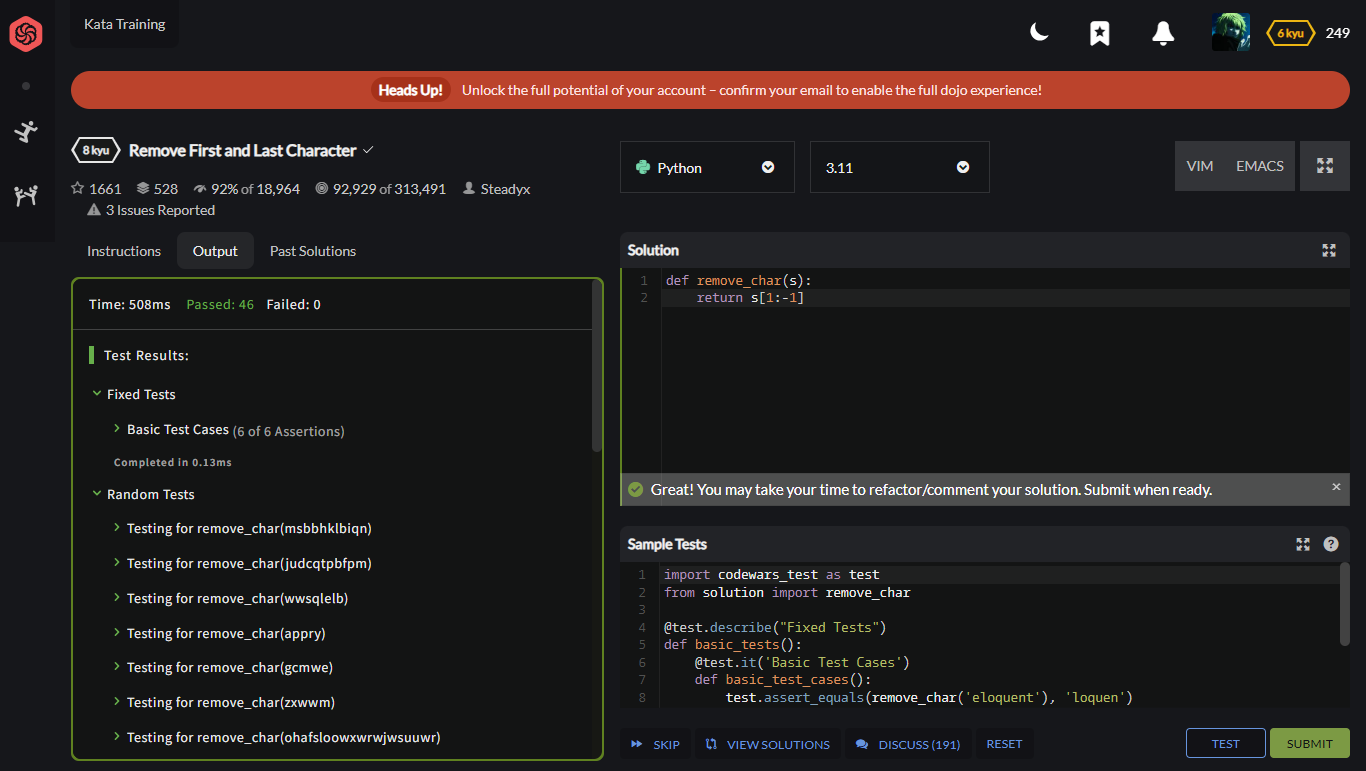 Kata Training
6 kyu 249
Heads Up! Unlock the full potential of your account – confirm your email to enable the full dojo experience!
8 kyu Remove First and Last Character
1661 528 92% of 18,964 92,929 of 313,491 Steadyx
3 Issues Reported
Instructions Output Past Solutions
Time: 508ms Passed: 46 Failed: 0
Test Results:
Fixed Tests
Basic Test Cases (6 of 6 Assertions)
Completed in 0.13ms
Random Tests
Testing for remove_char(msbbhklbiqn)
Testing for remove_char(judcqtpbfpm)
Testing for remove_char(wwsqlelb)
Testing for remove_char(appry)
Testing for remove_char(gcmwe)
Testing for remove_char(zxwwm)
Testing for remove_char(ohafsloowxwrwjwsuuwr)
Python 3.11 VIM EMACS
Solution
1 def remove_char(s):
2     return s[1:-1]
Great! You may take your time to refactor/comment your solution. Submit when ready. ×
Sample Tests ?
1 import codewars_test as test
2 from solution import remove_char
3
4 @test.describe("Fixed Tests")
5 def basic_tests():
6     @test.it('Basic Test Cases')
7     def basic_test_cases():
8         test.assert_equals(remove_char('eloquent'), 'loquen')
SKIP VIEW SOLUTIONS DISCUSS (191) RESET TEST SUBMIT